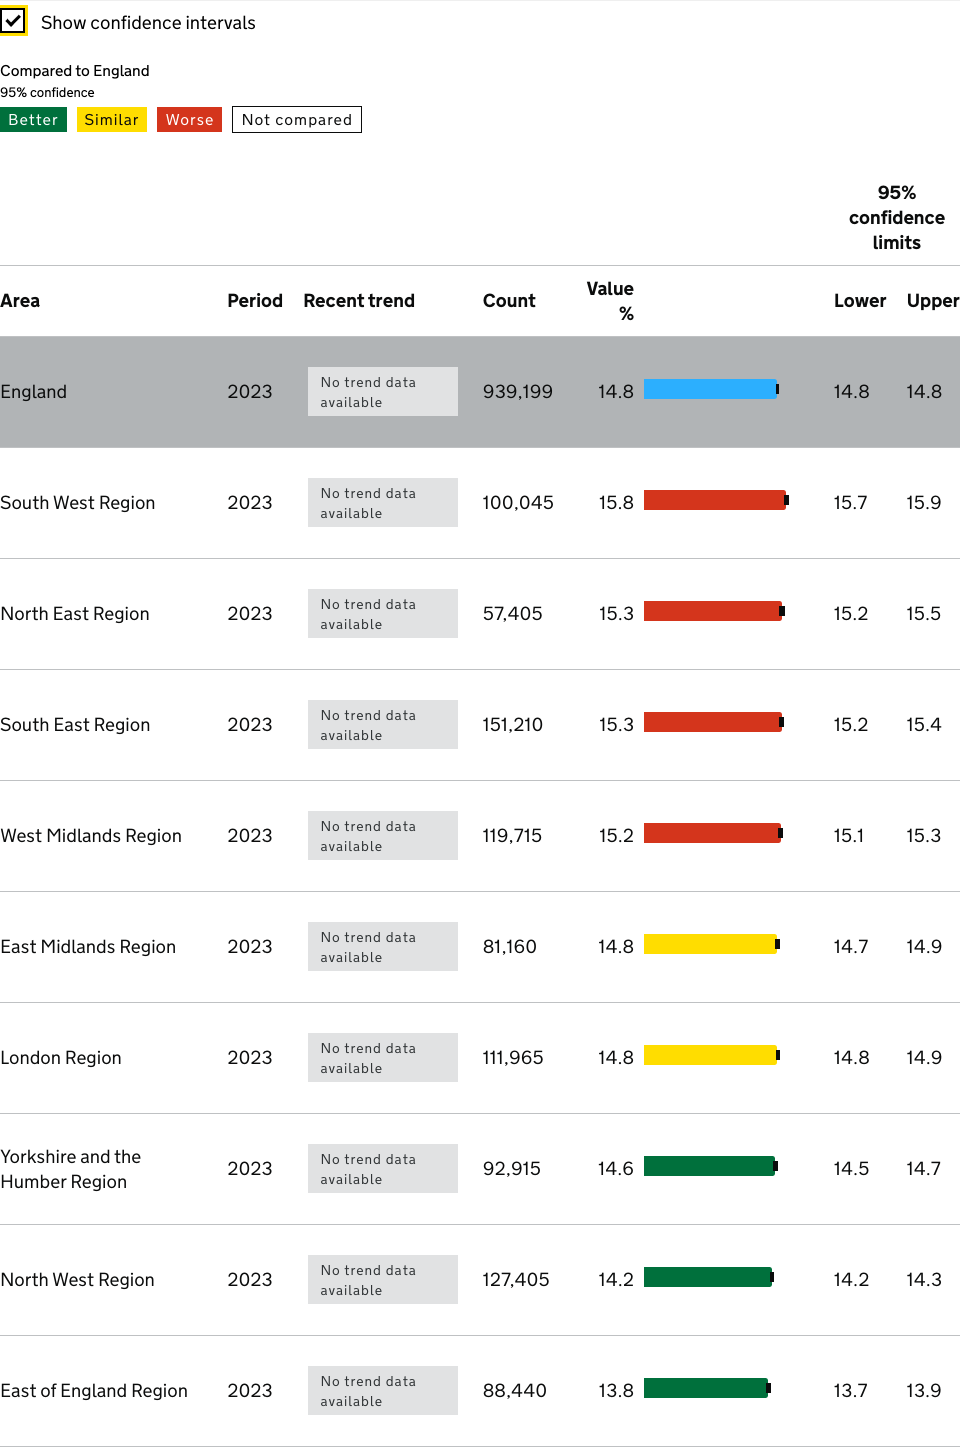 Show confidence intervals
Compared to England
95% confidence
Better Similar Worse Not compared
95%
confidence
limits
Area Period Recent trend Count Value % Lower Upper
England 2023 No trend data available 939,199 14.8 14.8 14.8
South West Region 2023 No trend data available 100,045 15.8 15.7 15.9
North East Region 2023 No trend data available 57,405 15.3 15.2 15.5
South East Region 2023 No trend data available 151,210 15.3 15.2 15.4
West Midlands Region 2023 No trend data available 119,715 15.2 15.1 15.3
East Midlands Region 2023 No trend data available 81,160 14.8 14.7 14.9
London Region 2023 No trend data available 111,965 14.8 14.8 14.9
Yorkshire and the Humber Region 2023 No trend data available 92,915 14.6 14.5 14.7
North West Region 2023 No trend data available 127,405 14.2 14.2 14.3
East of England Region 2023 No trend data available 88,440 13.8 13.7 13.9